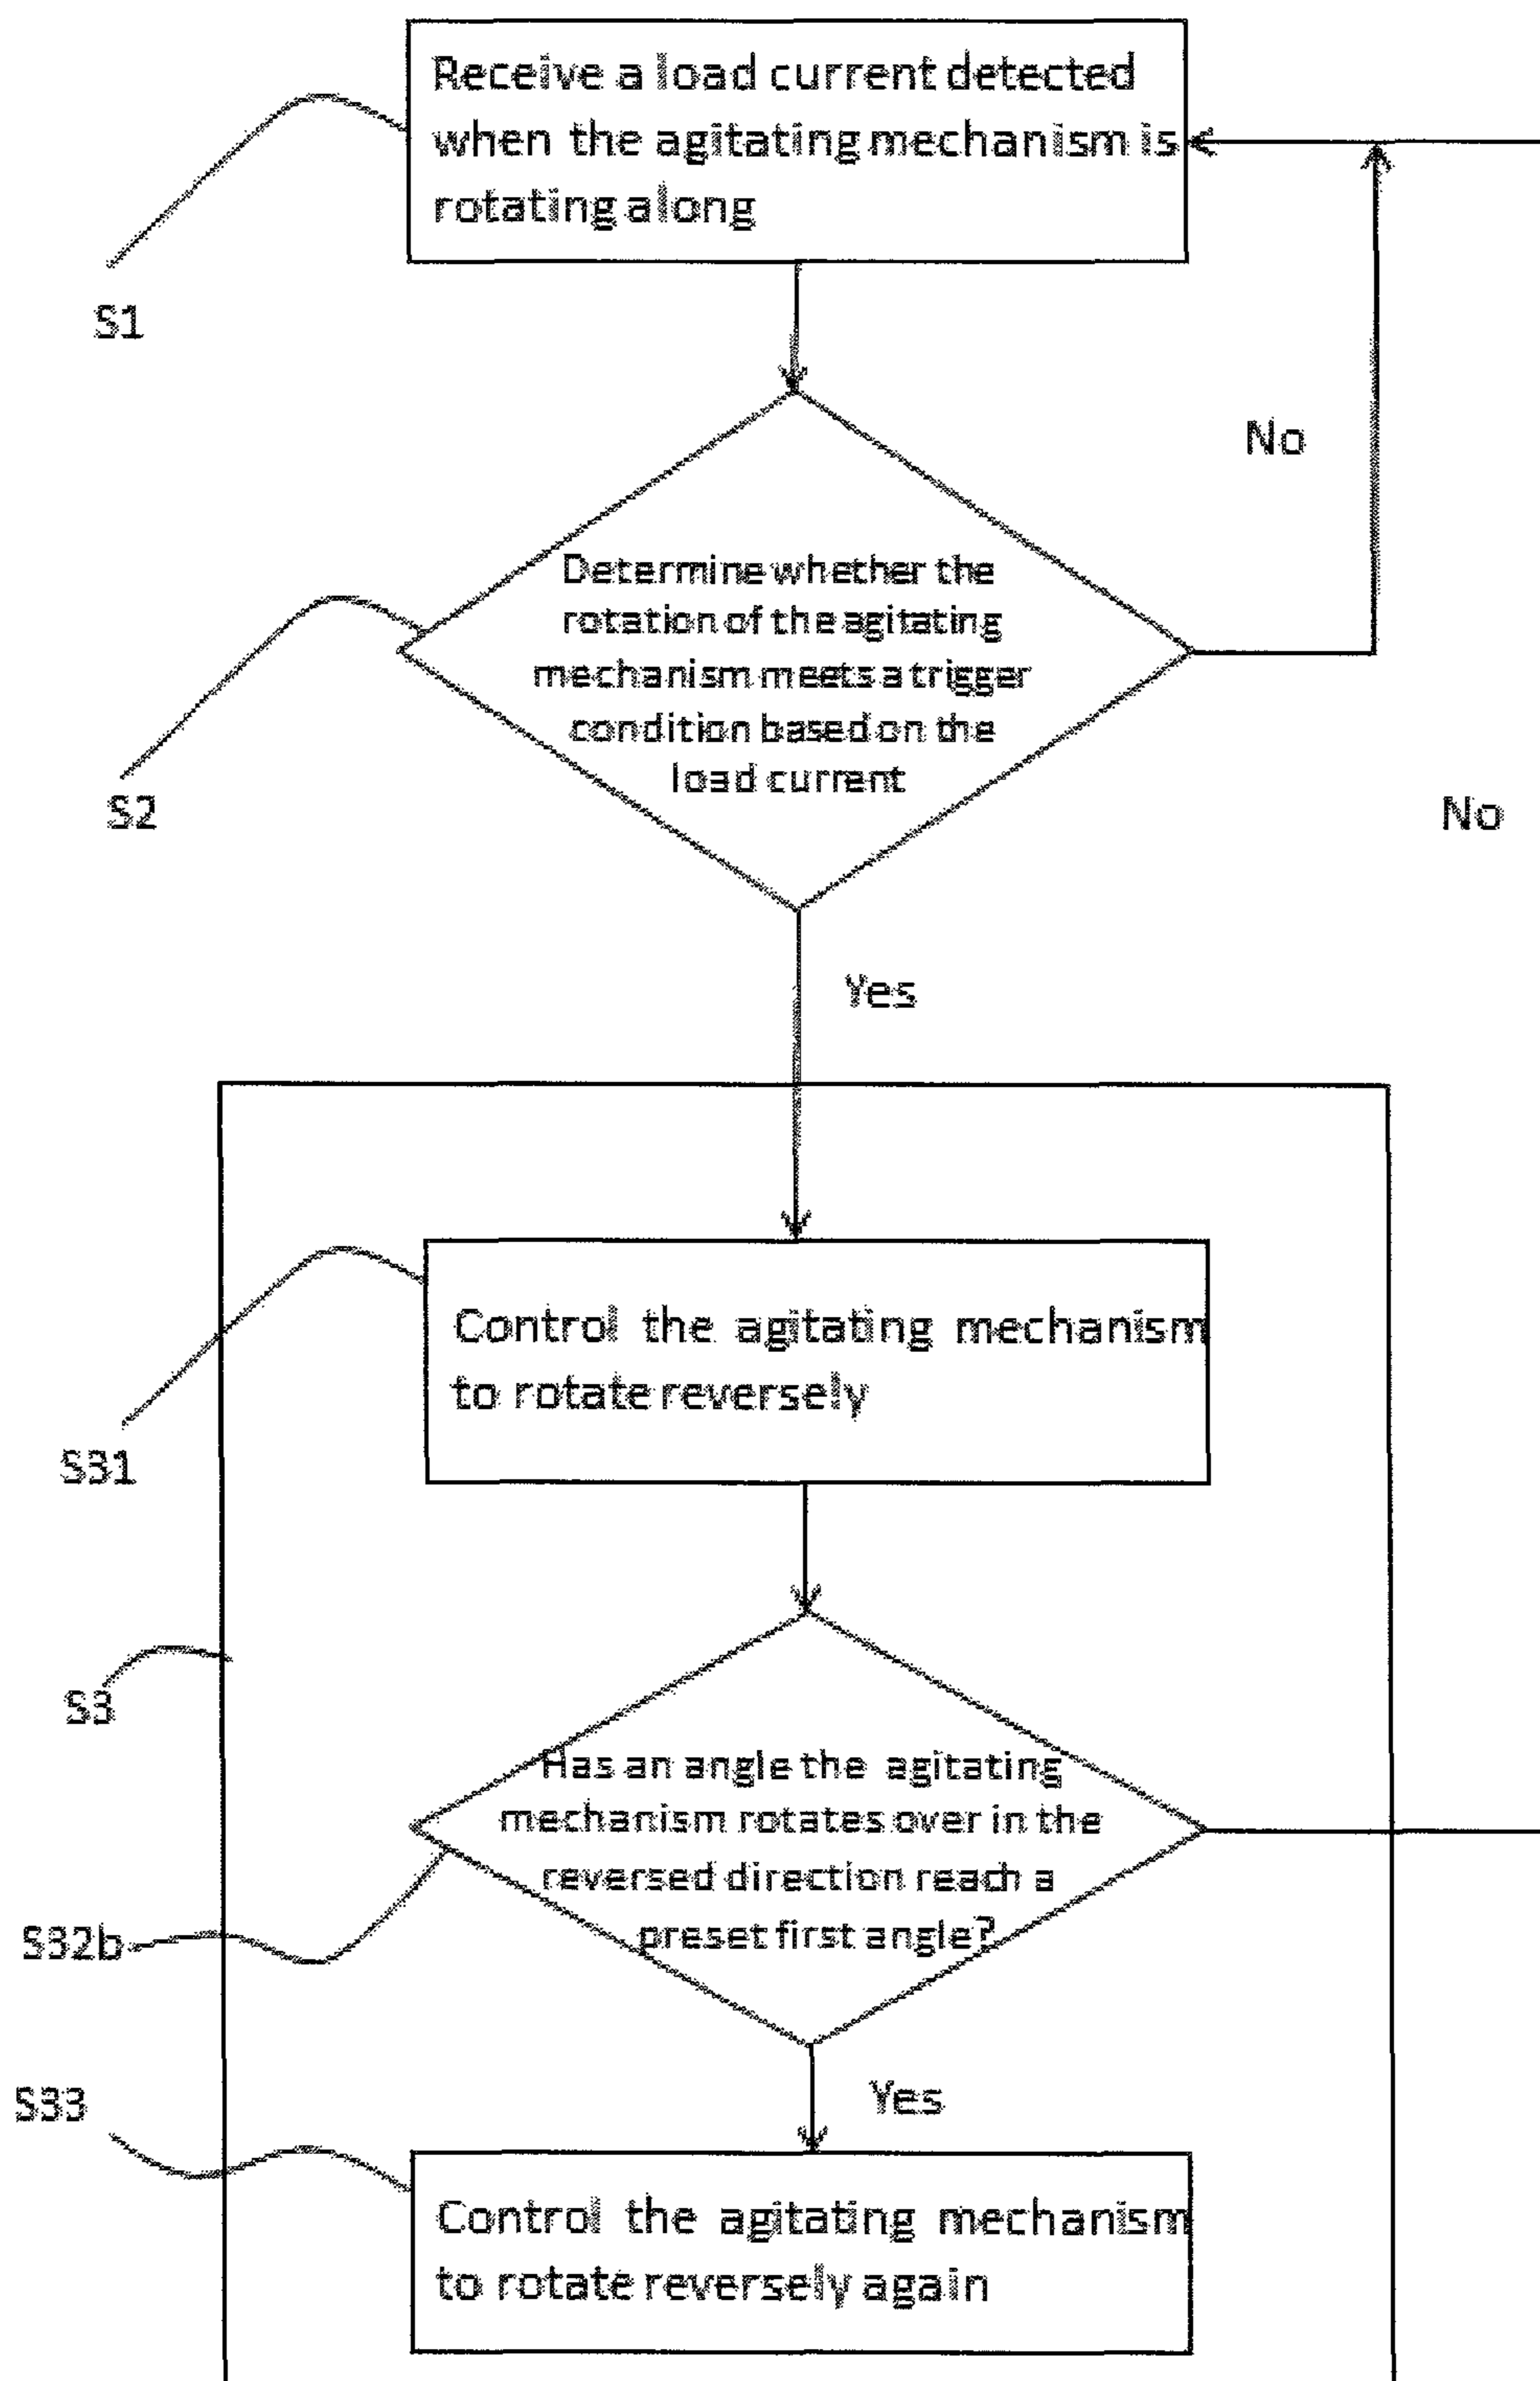 Receive a load current detected
when the agitating mechanism is
rotating along
S1
No
Determine whether the
rotation of the agitating
mechanism meets a trigger
condition based on the
load current
S2
No
Yes
Control the agitating mechanism
to rotate reversely
S31
S3
Has an angle the agitating
mechanism rotates over in the
reversed direction reach a
preset first angle?
S32b
Yes
S33
Control the agitating mechanism
to rotate reversely again